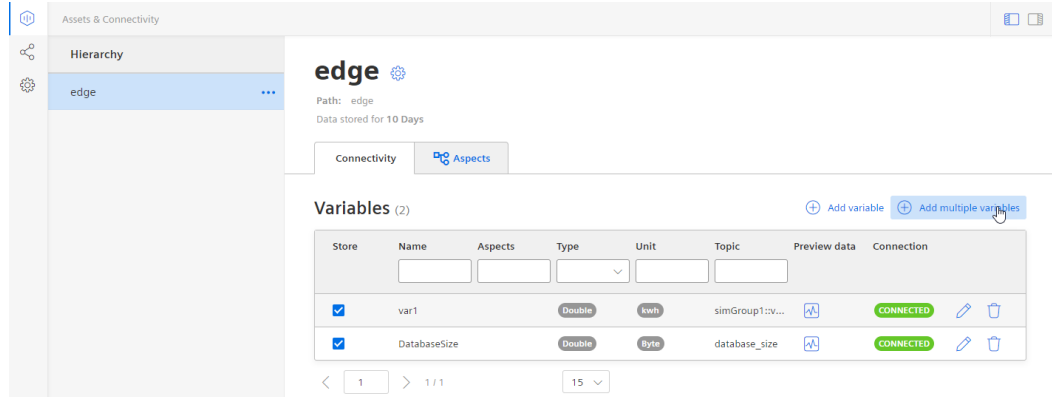 Assets & Connectivity
Hierarchy
edge
edge
Path: edge
Data stored for 10 Days
Connectivity
Aspects
Variables (2)
Add variable
Add multiple variables
Store Name Aspects Type Unit Topic Preview data Connection
var1 Double kwh simGroup1::v... CONNECTED
DatabaseSize Double Byte database_size CONNECTED
1 1 / 1 15